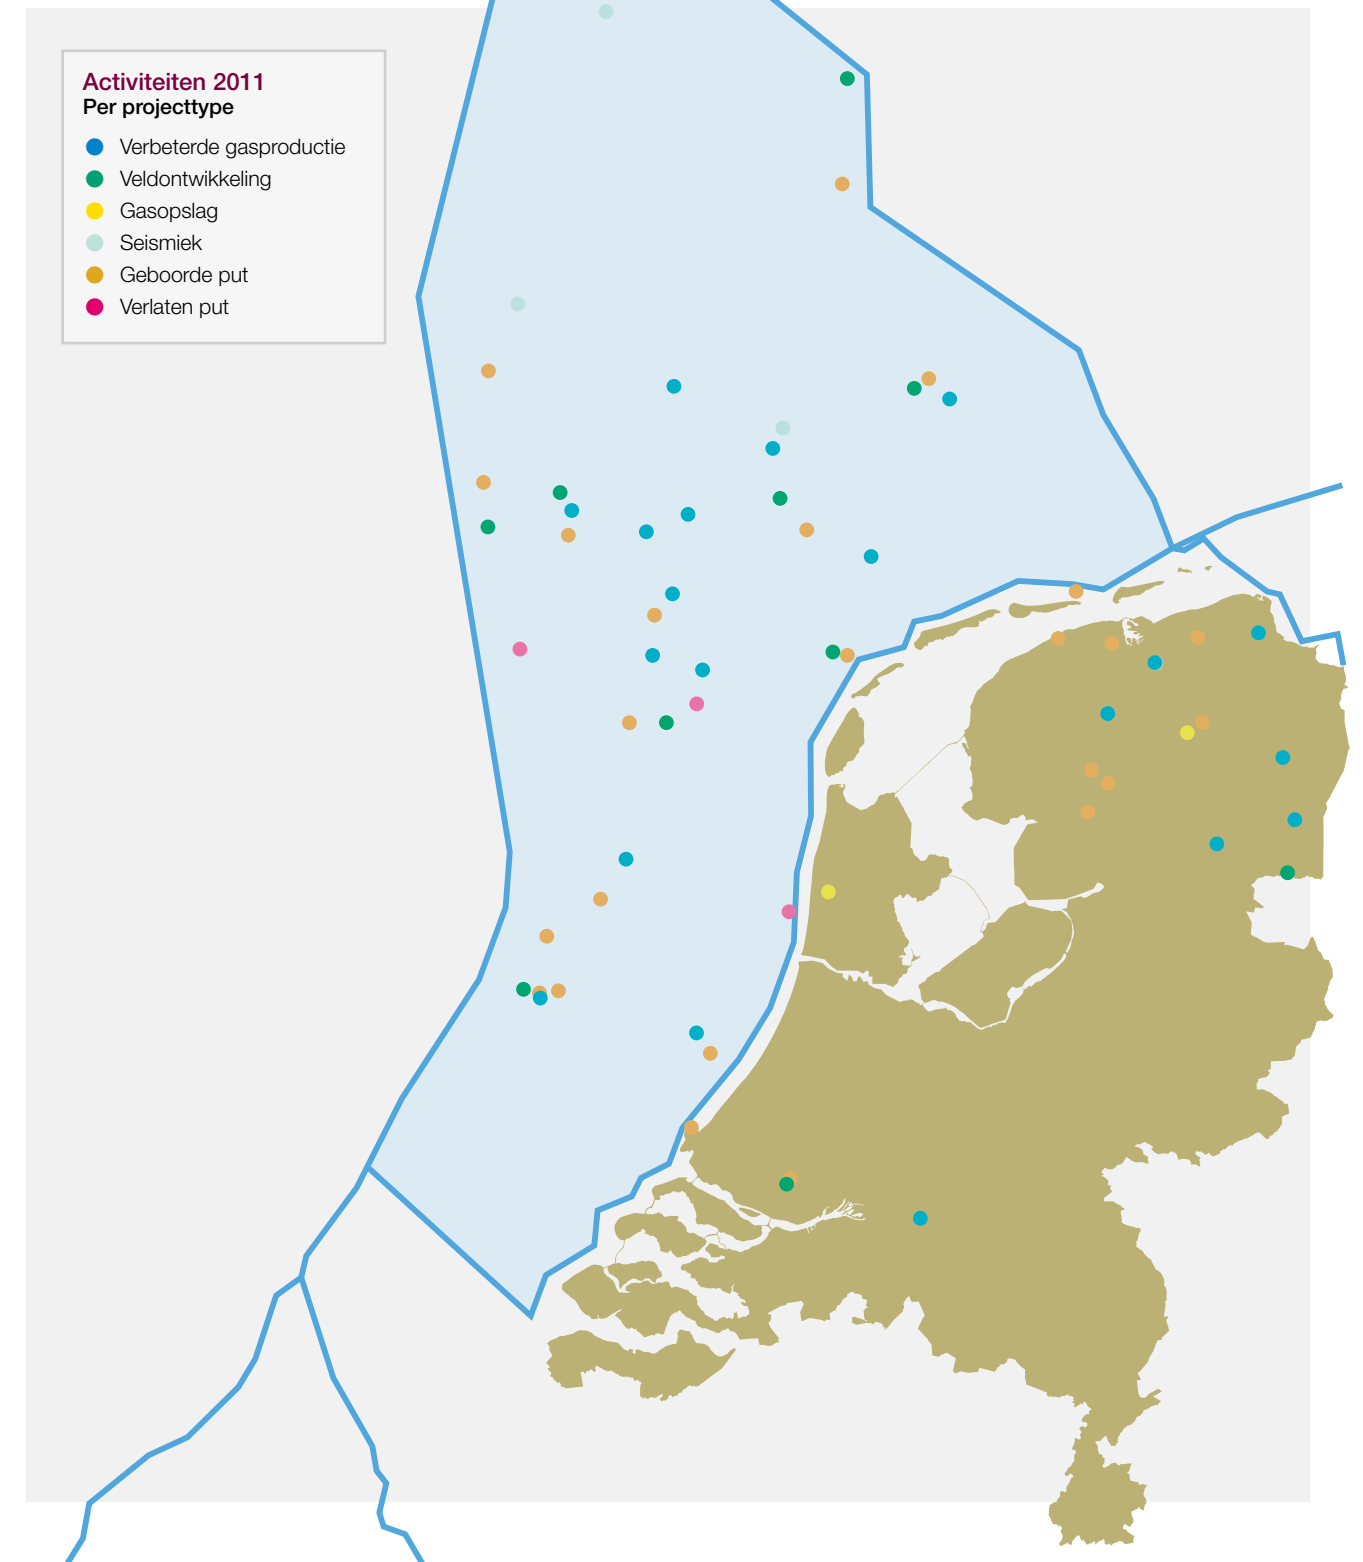 Activiteiten 2011
Per projecttype
Verbeterde gasproductie
Veldontwikkeling
Gasopslag
Seismiek
Geboorde put
Verlaten put